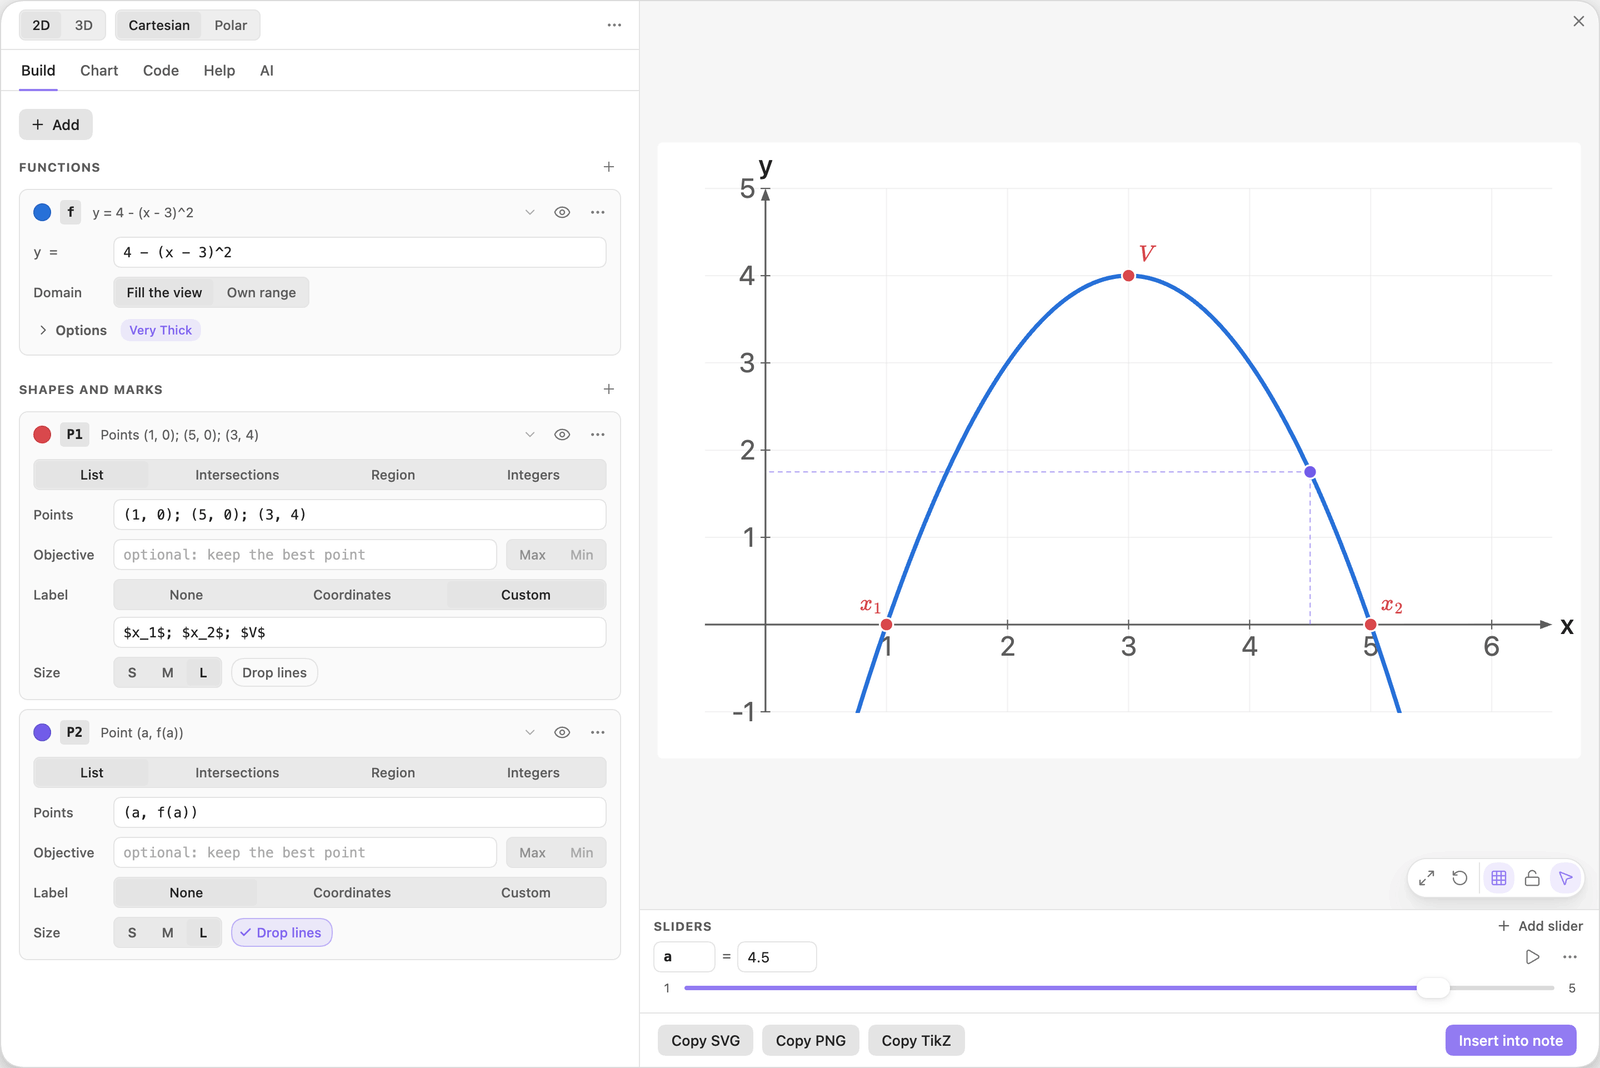 2D 3D Cartesian Polar
Build Chart Code Help AI
+ Add
FUNCTIONS
f y = 4 - (x - 3)^2
y = 4 - (x - 3)^2
Domain Fill the view Own range
Options Very Thick
SHAPES AND MARKS
P1 Points (1, 0); (5, 0); (3, 4)
List Intersections Region Integers
Points (1, 0); (5, 0); (3, 4)
Objective optional: keep the best point Max Min
Label None Coordinates Custom
$x_1$; $x_2$; $V$
Size S M L Drop lines
P2 Point (a, f(a))
List Intersections Region Integers
Points (a, f(a))
Objective optional: keep the best point Max Min
Label None Coordinates Custom
Size S M L Drop lines
y
5
V
4
3
2
1
x₁ x₂
x
1 2 3 4 5 6
-1
SLIDERS + Add slider
a = 4.5
1 5
Copy SVG Copy PNG Copy TikZ Insert into note